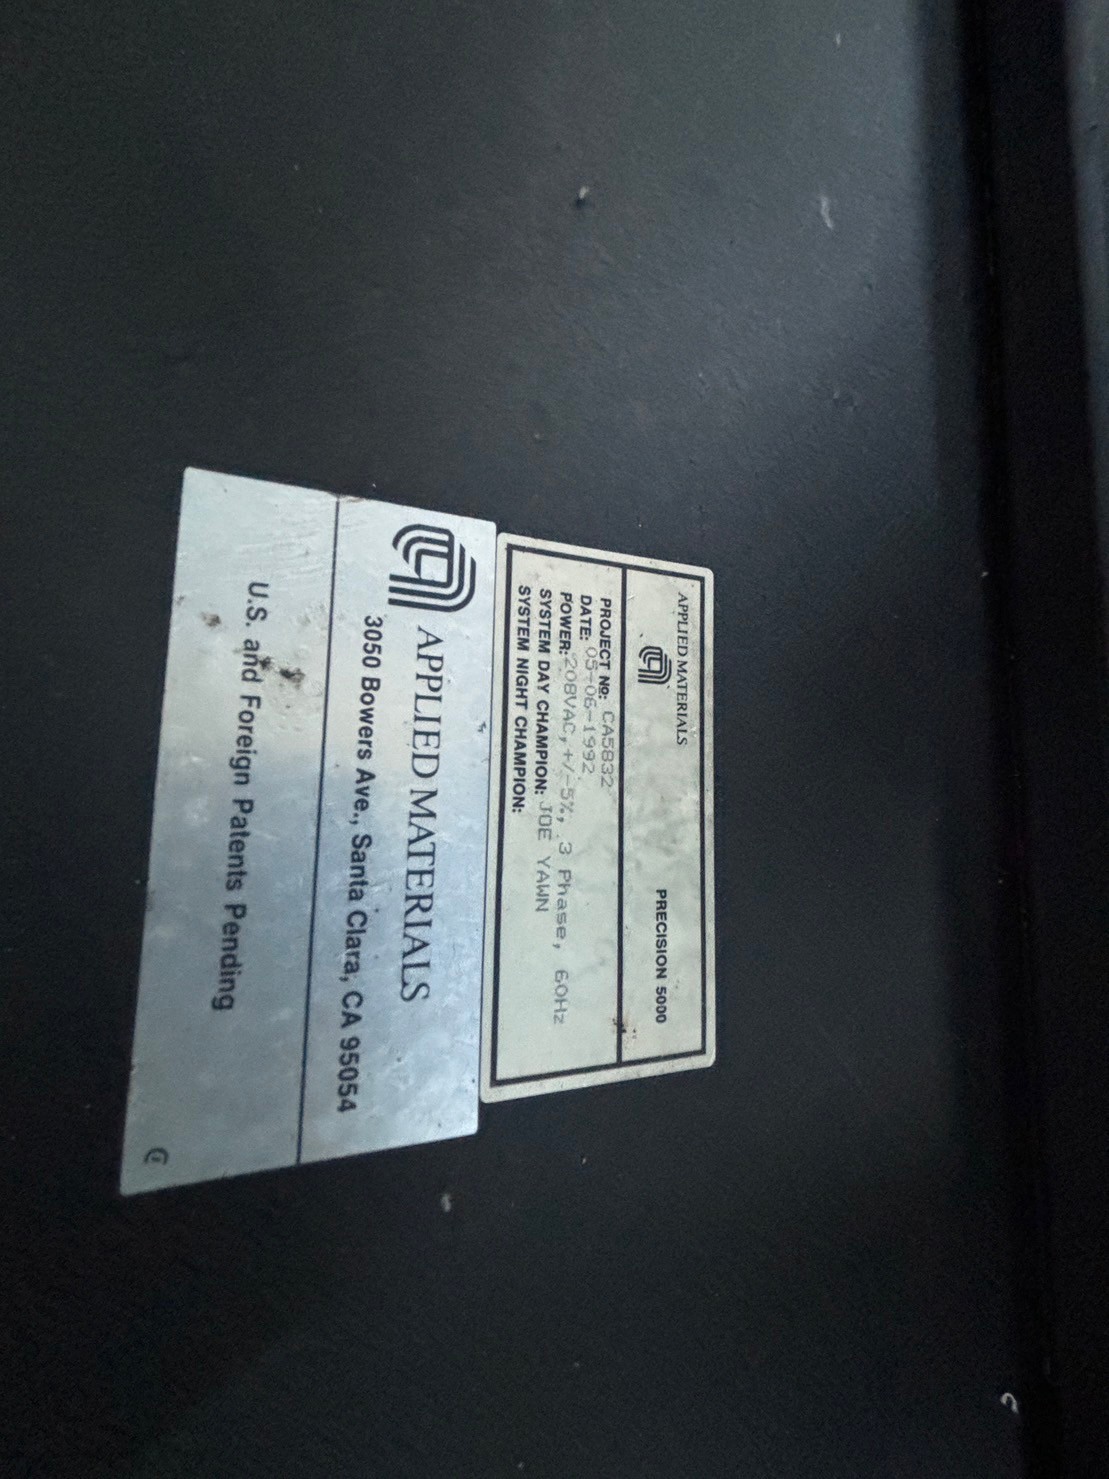 APPLIED MATERIALS
PRECISION 5000
PROJECT NO: CA5832
DATE: 05-06-1992
POWER: 208VAC, +/-5%, 3 Phase, 60Hz
SYSTEM DAY CHAMPION: JOE YAWN
SYSTEM NIGHT CHAMPION:
APPLIED MATERIALS
3050 Bowers Ave., Santa Clara, CA 95054
U.S. and Foreign Patents Pending